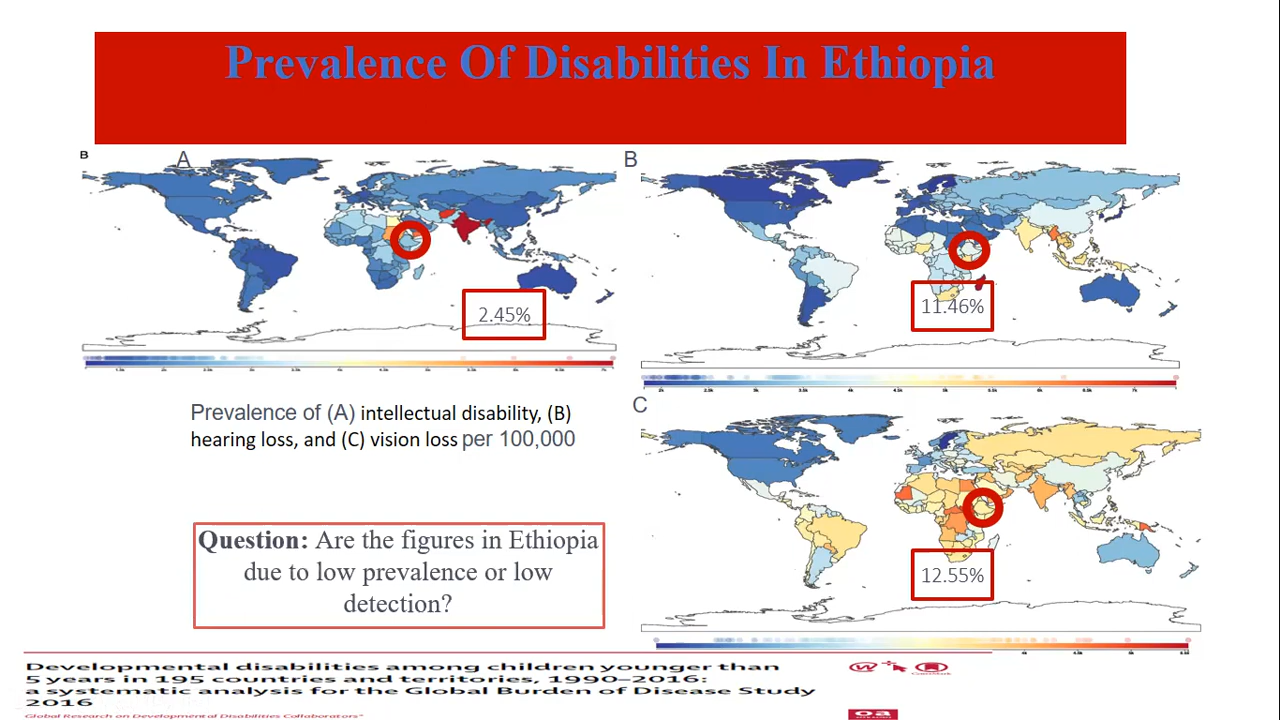 Prevalence Of Disabilities In Ethiopia
B
A
B
2.45%
11.46%
C
Prevalence of (A) intellectual disability, (B)
hearing loss, and (C) vision loss per 100,000
12.55%
Question: Are the figures in Ethiopia
due to low prevalence or low
detection?
Developmental disabilities among children younger than
5 years in 195 countries and territories, 1990–2016:
a systematic analysis for the Global Burden of Disease Study
2016
Global Research on Developmental Disabilities Collaborators*
CrossMark
oa